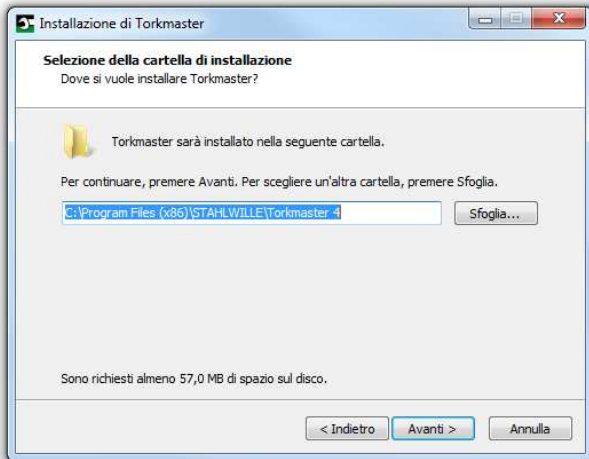 Installazione di Torkmaster
Selezione della cartella di installazione
Dove si vuole installare Torkmaster?
Torkmaster sarà installato nella seguente cartella.
Per continuare, premere Avanti. Per scegliere un'altra cartella, premere Sfoglia.
C:\Program Files (x86)\STAHLWILLE\Torkmaster 4
Sfoglia...
Sono richiesti almeno 57,0 MB di spazio sul disco.
< Indietro
Avanti >
Annulla